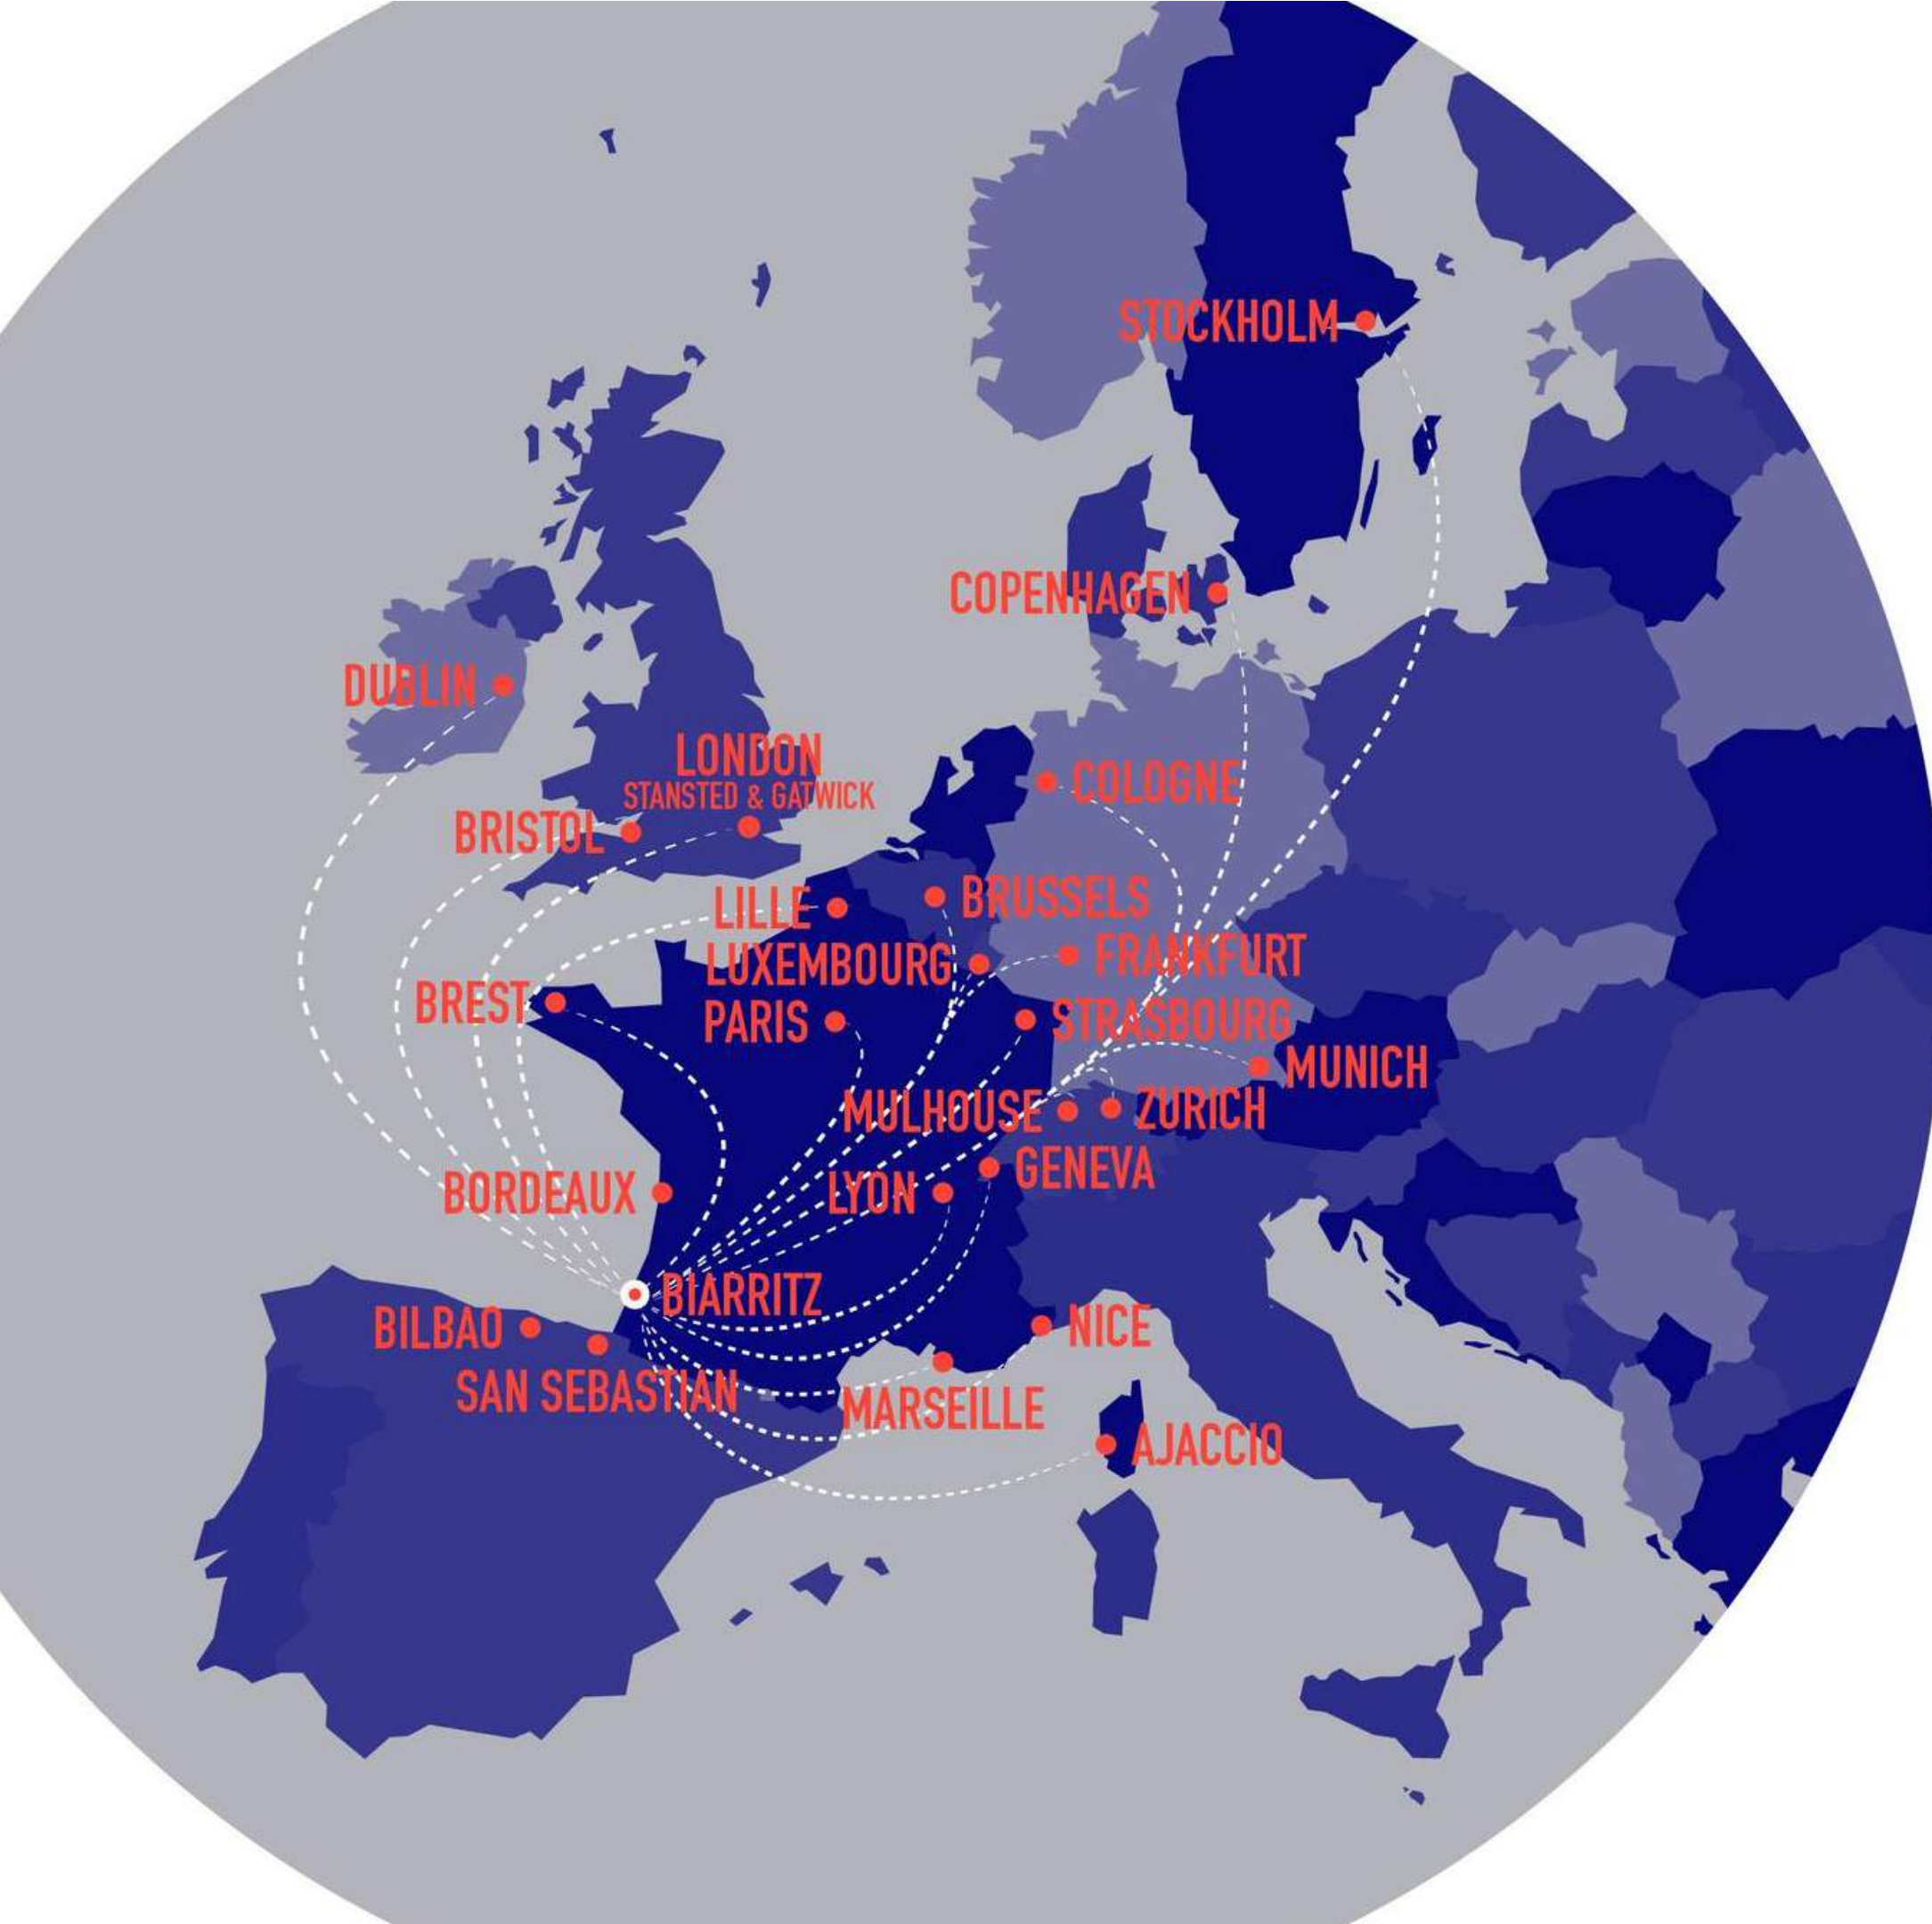 STOCKHOLM
COPENHAGEN
DUBLIN
LONDON
STANSTED & GATWICK
COLOGNE
BRISTOL
LILLE
BRUSSELS
LUXEMBOURG
FRANKFURT
BREST
PARIS
STRASBOURG
MUNICH
MULHOUSE
ZURICH
GENEVA
BORDEAUX
LYON
BIARRITZ
BILBAO
NICE
SAN SEBASTIAN
MARSEILLE
AJACCIO